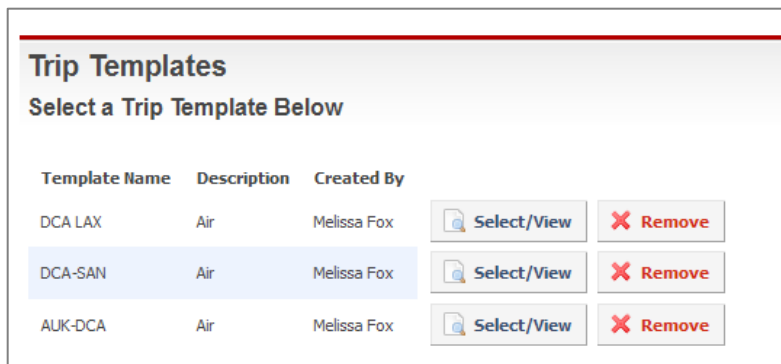 Trip Templates
Select a Trip Template Below
Template Name Description Created By
DCA LAX Air Melissa Fox Select/View Remove
DCA-SAN Air Melissa Fox Select/View Remove
AUK-DCA Air Melissa Fox Select/View Remove